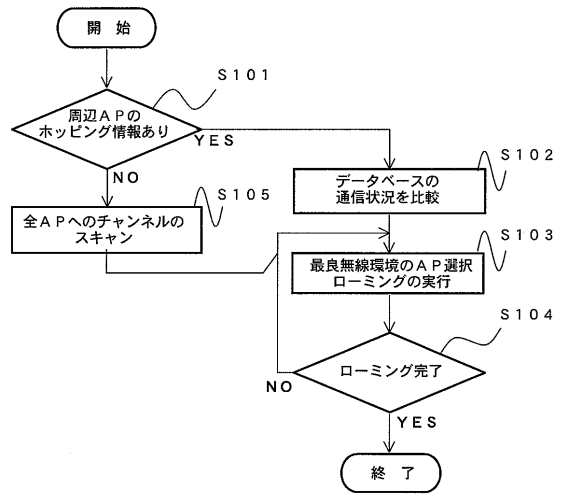 開　始
Ｓ１０１
周辺ＡＰの
ホッピング情報あり
ＹＥＳ
ＮＯ
Ｓ１０２
データベースの
通信状況を比較
Ｓ１０５
全ＡＰへのチャンネルの
スキャン
Ｓ１０３
最良無線環境のＡＰ選択
ローミングの実行
Ｓ１０４
ローミング完了
ＮＯ
ＹＥＳ
終　了